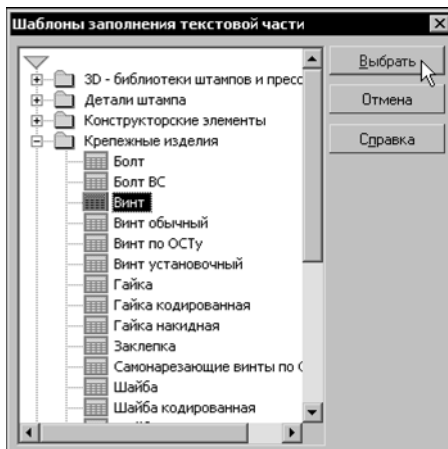 Шаблоны заполнения текстовой части
3D - библиотеки штампов и пресс
Детали штампа
Конструкторские элементы
Крепежные изделия
Болт
Болт ВС
Винт
Винт обычный
Винт по ОСТу
Винт установочный
Гайка
Гайка кодированная
Гайка накидная
Заклепка
Самонарезающие винты по
Шайба
Шайба кодированная
Выбрать
Отмена
Справка